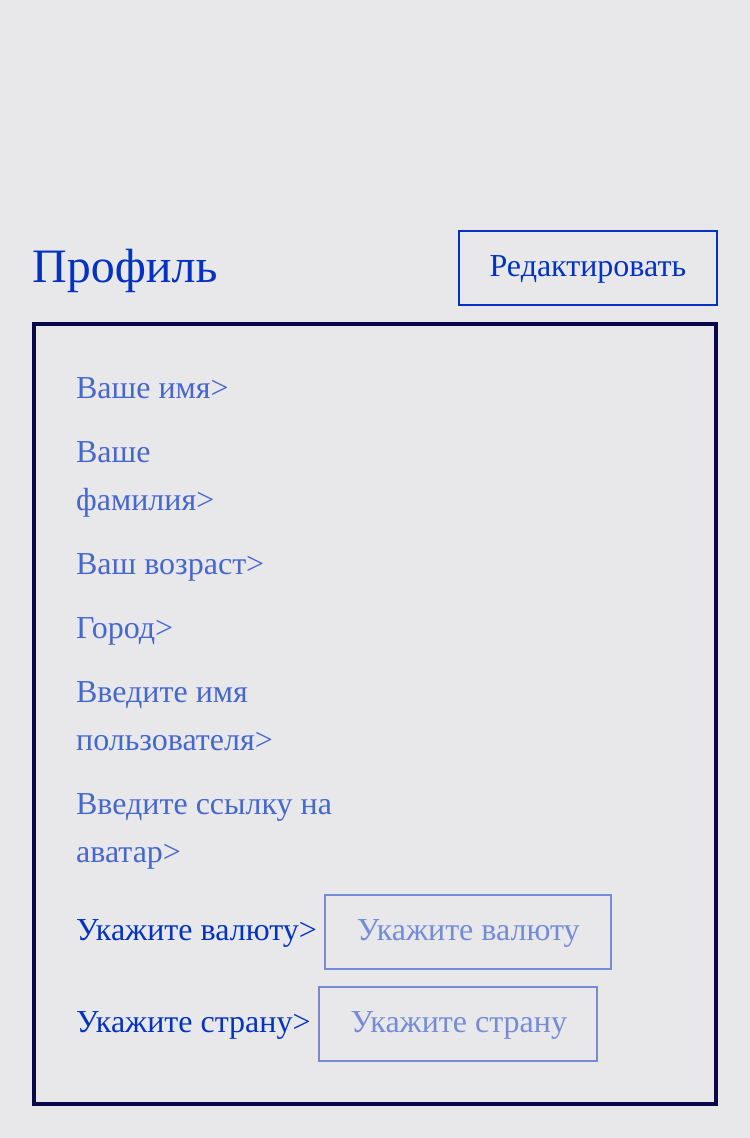 Профиль
Редактировать
Ваше имя>
Ваше
фамилия>
Ваш возраст>
Город>
Введите имя
пользователя>
Введите ссылку на
аватар>
Укажите валюту> Укажите валюту
Укажите страну> Укажите страну